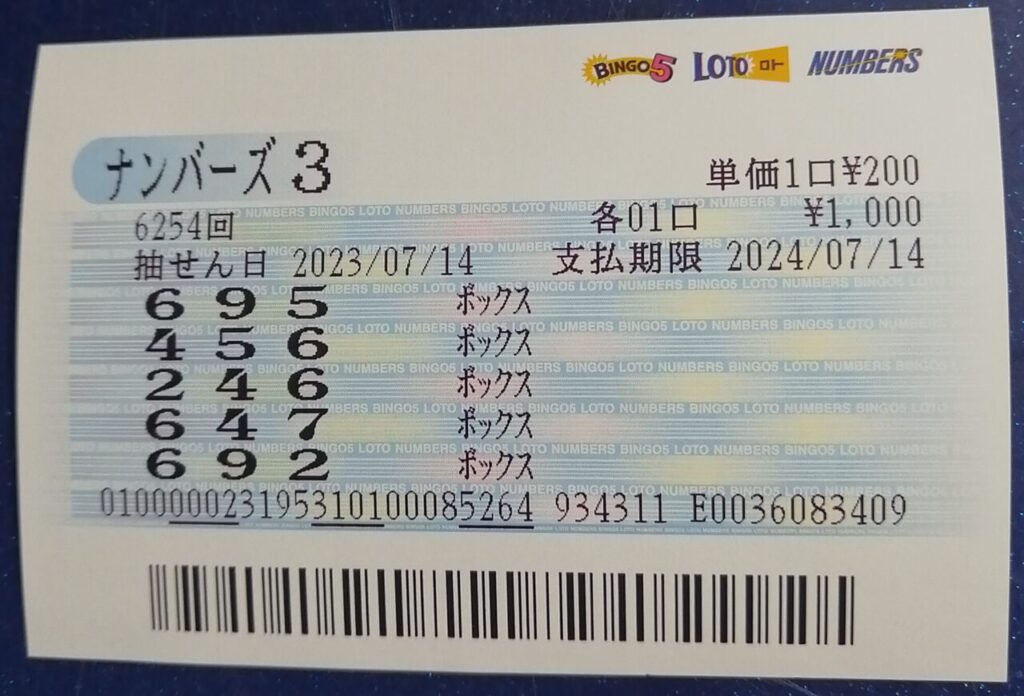 BINGO5 LOTO ロト NUMBERS
ナンバーズ3
単価1口¥200
6254回 各01口 ¥1,000
抽せん日 2023/07/14 支払期限 2024/07/14
6 9 5 ボックス
4 5 6 ボックス
2 4 6 ボックス
6 4 7 ボックス
6 9 2 ボックス
010000023195310100085264 934311 E0036083409